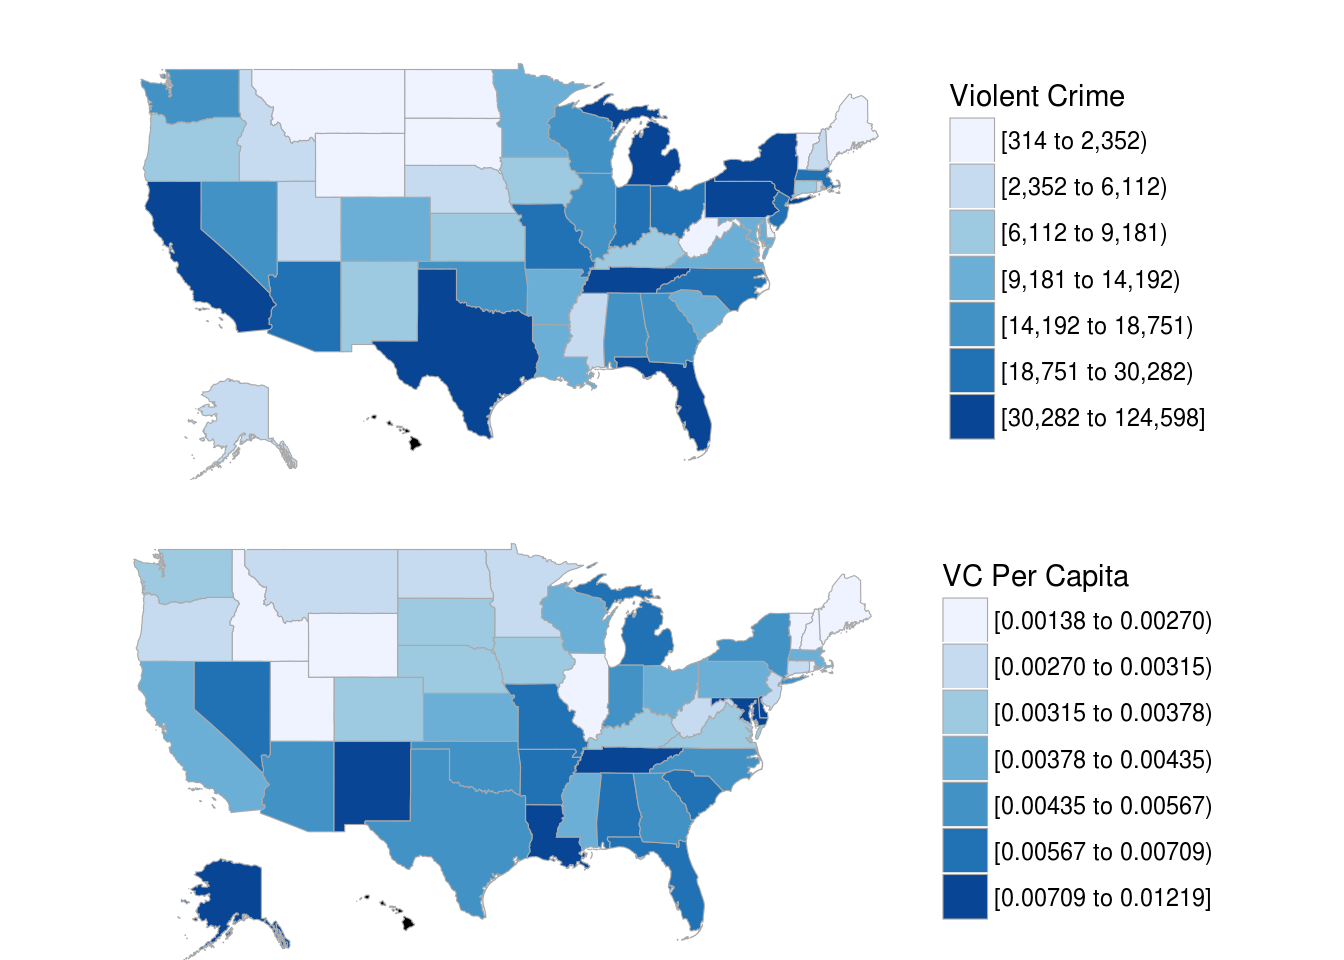 Violent Crime
[314 to 2,352)
[2,352 to 6,112)
[6,112 to 9,181)
[9,181 to 14,192)
[14,192 to 18,751)
[18,751 to 30,282)
[30,282 to 124,598]
VC Per Capita
[0.00138 to 0.00270)
[0.00270 to 0.00315)
[0.00315 to 0.00378)
[0.00378 to 0.00435)
[0.00435 to 0.00567)
[0.00567 to 0.00709)
[0.00709 to 0.01219]